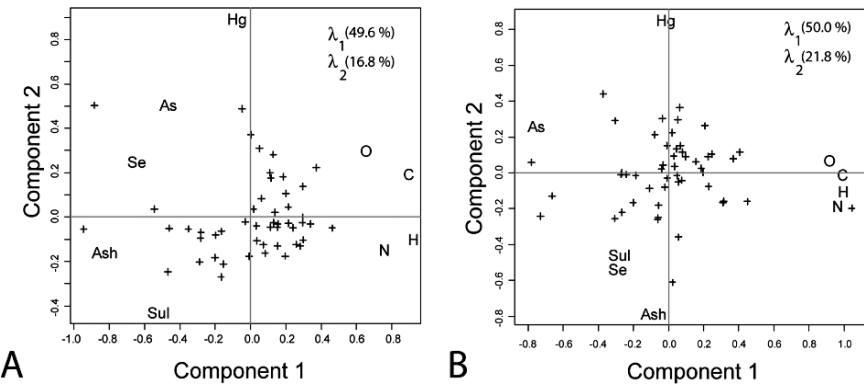 Hg
λ1 (49.6 %)
λ2 (16.8 %)
As
Se
O
C
H
N
Ash
Sul
Component 2
0.8
0.6
0.4
0.2
0.0
-0.2
-0.4
-1.0 -0.8 -0.6 -0.4 -0.2 0.0 0.2 0.4 0.6 0.8
Component 1
A
Hg
λ1 (50.0 %)
λ2 (21.8 %)
As
O
C
H
N
Sul
Se
Ash
Component 2
0.8
0.6
0.4
0.2
0.0
-0.2
-0.4
-0.6
-0.8
-0.8 -0.6 -0.4 -0.2 0.0 0.2 0.4 0.6 0.8 1.0
Component 1
B